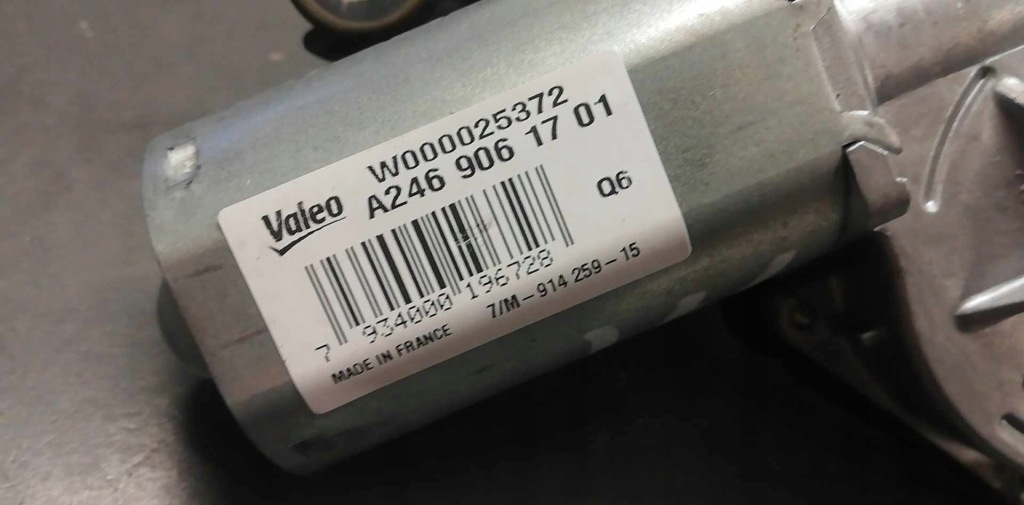 W000025372
Valeo A246 906 17 01
Q6
7 934000 196728
MADE IN FRANCE 7/M-914 259-15